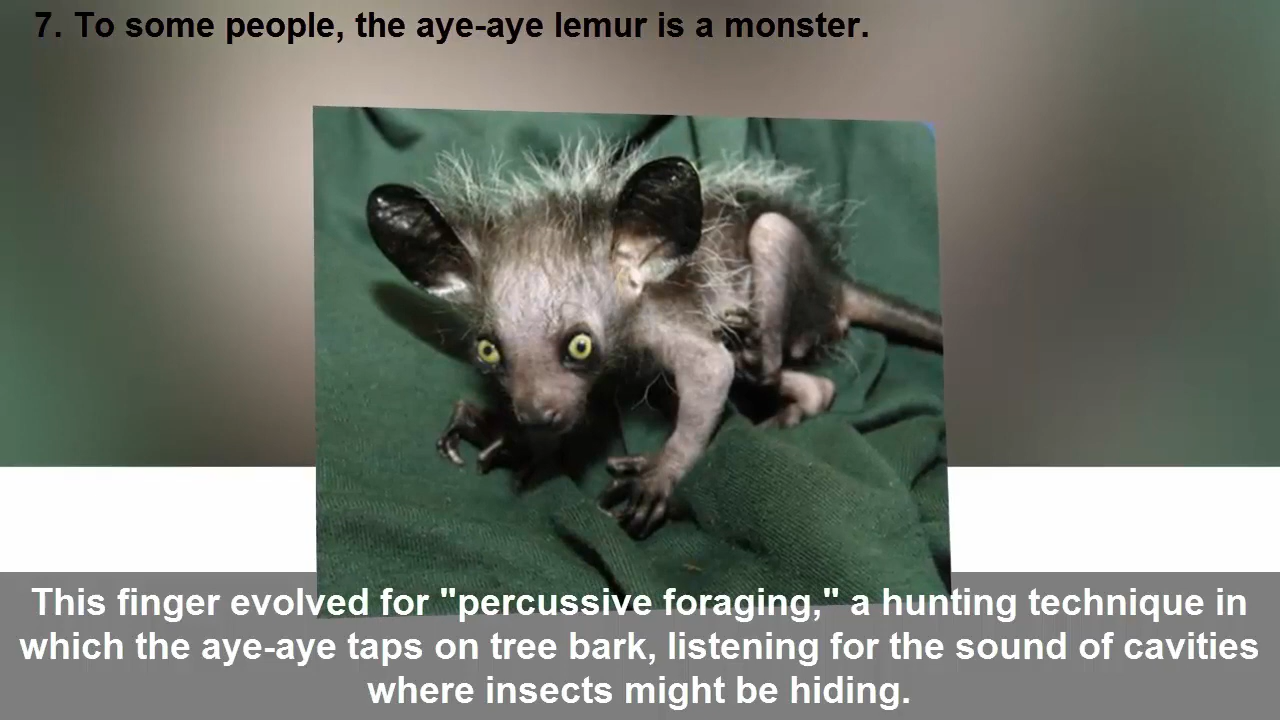 7. To some people, the aye-aye lemur is a monster.
This finger evolved for "percussive foraging," a hunting technique in
which the aye-aye taps on tree bark, listening for the sound of cavities
where insects might be hiding.